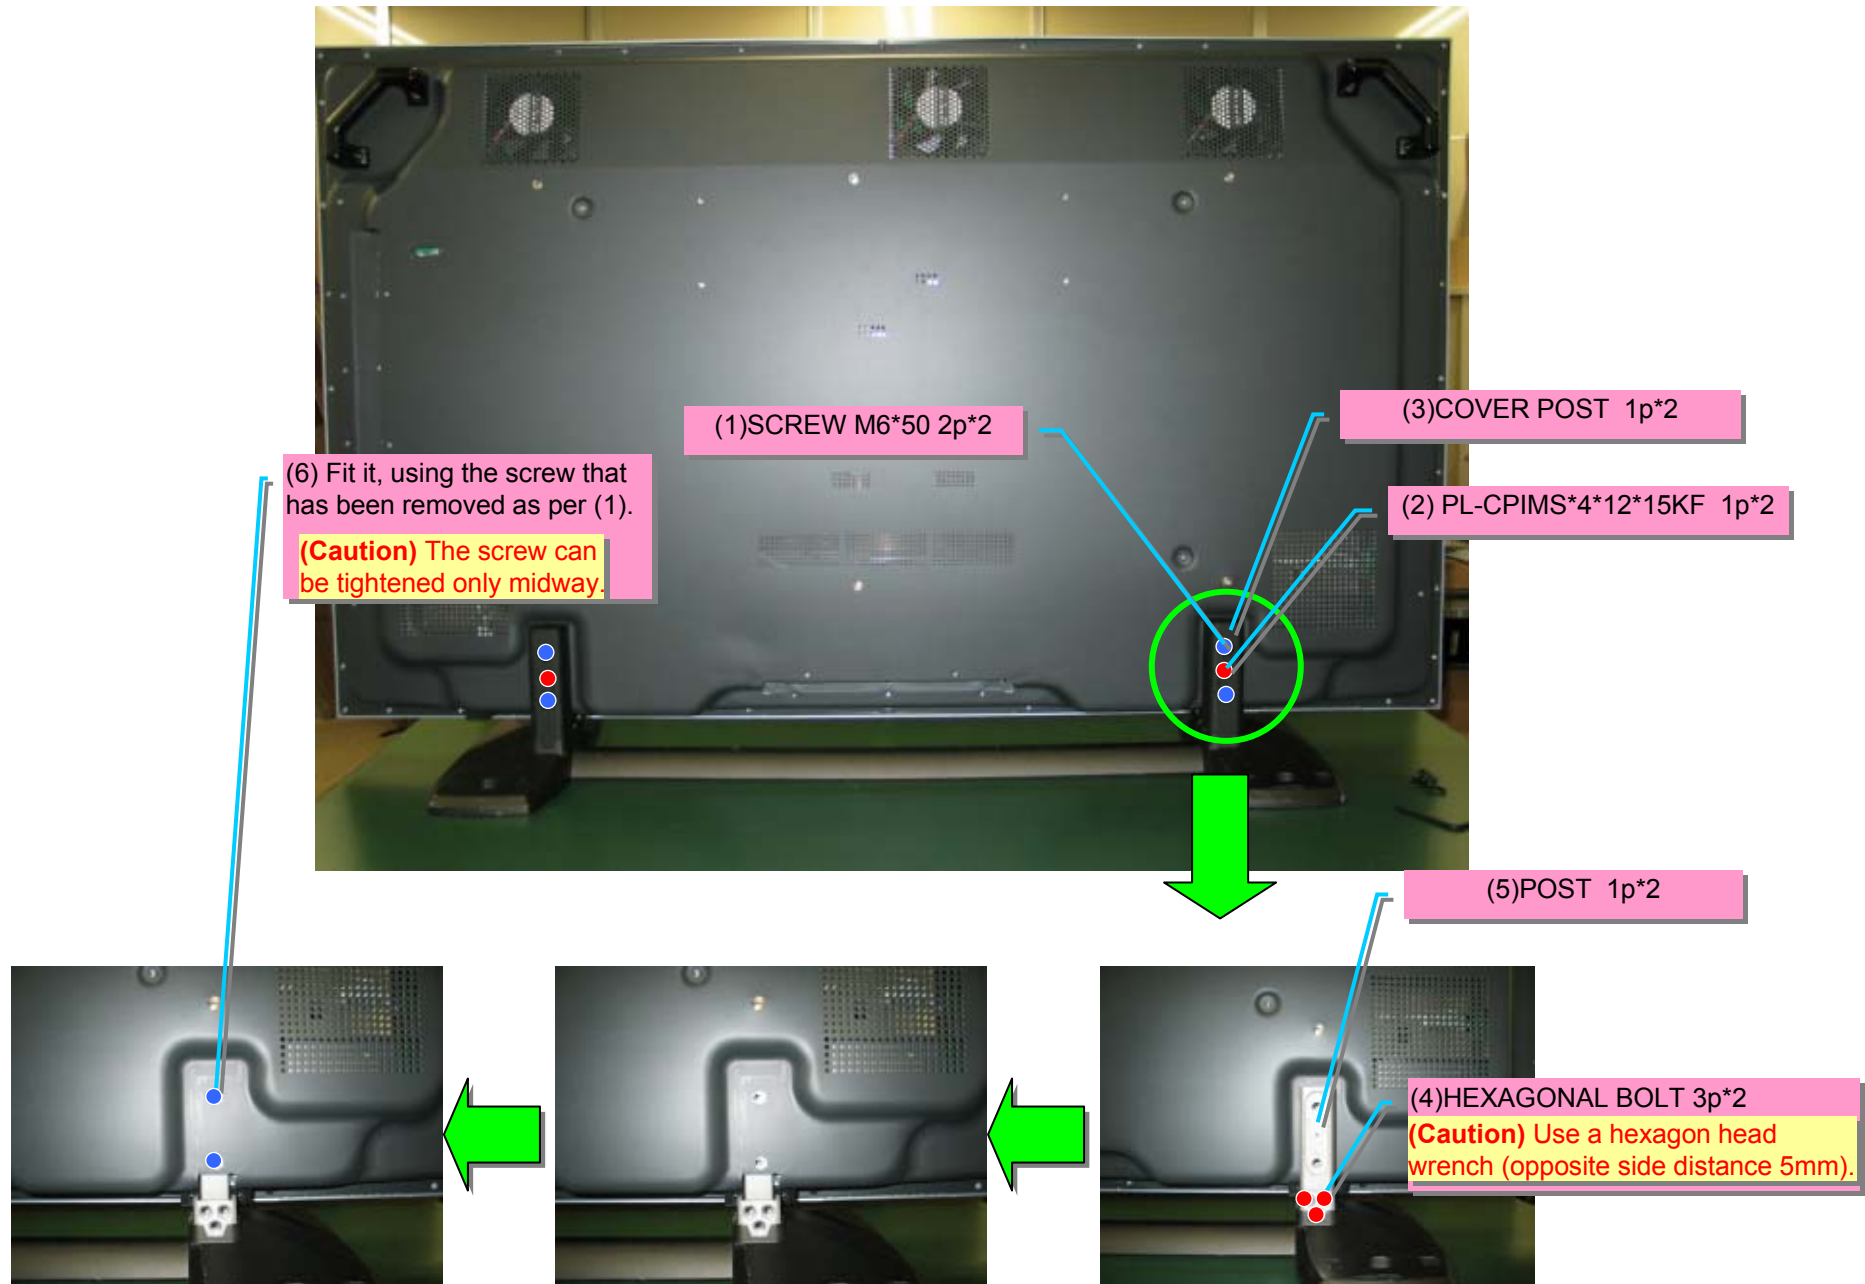 (1)SCREW M6*50 2p*2
(3)COVER POST 1p*2
(2) PL-CPIMS*4*12*15KF 1p*2
(6) Fit it, using the screw that
has been removed as per (1).
(Caution) The screw can
be tightened only midway.
(5)POST 1p*2
(4)HEXAGONAL BOLT 3p*2
(Caution) Use a hexagon head
wrench (opposite side distance 5mm).